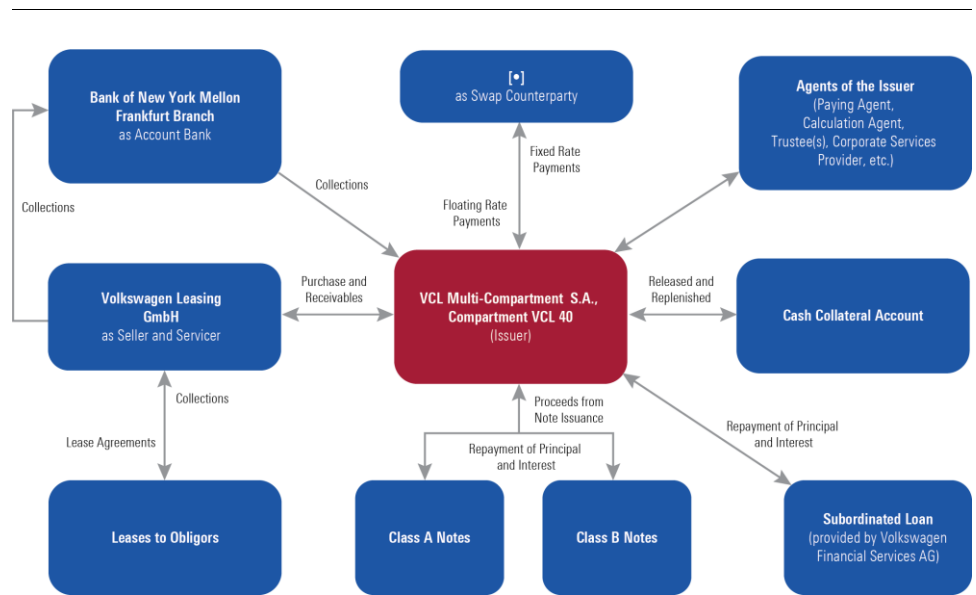 Bank of New York Mellon
Frankfurt Branch
as Account Bank
[•]
as Swap Counterparty
Agents of the Issuer
(Paying Agent,
Calculation Agent,
Trustee(s), Corporate Services
Provider, etc.)
Collections
Collections
Fixed Rate
Payments
Floating Rate
Payments
Volkswagen Leasing
GmbH
as Seller and Servicer
Purchase and
Receivables
VCL Multi-Compartment S.A.,
Compartment VCL 40
(Issuer)
Released and
Replenished
Cash Collateral Account
Collections
Lease Agreements
Proceeds from
Note Issuance
Repayment of Principal
and Interest
Repayment of Principal
and Interest
Leases to Obligors
Class A Notes
Class B Notes
Subordinated Loan
(provided by Volkswagen
Financial Services AG)